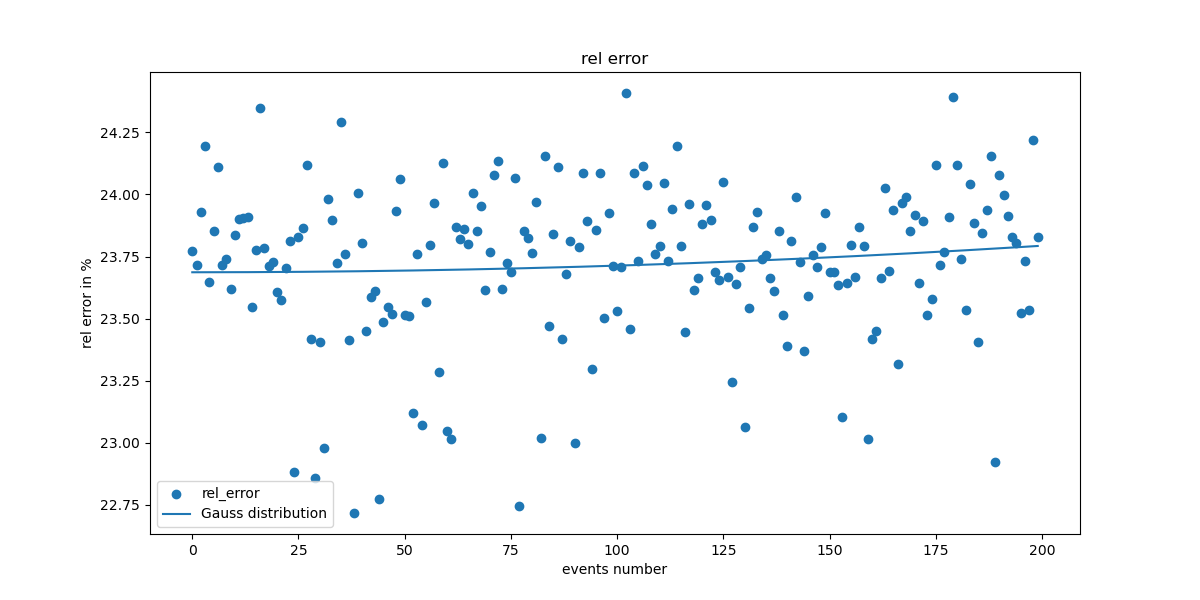 rel error
rel error in %
24.25
24.00
23.75
23.50
23.25
23.00
22.75
rel_error
Gauss distribution
0 25 50 75 100 125 150 175 200
events number